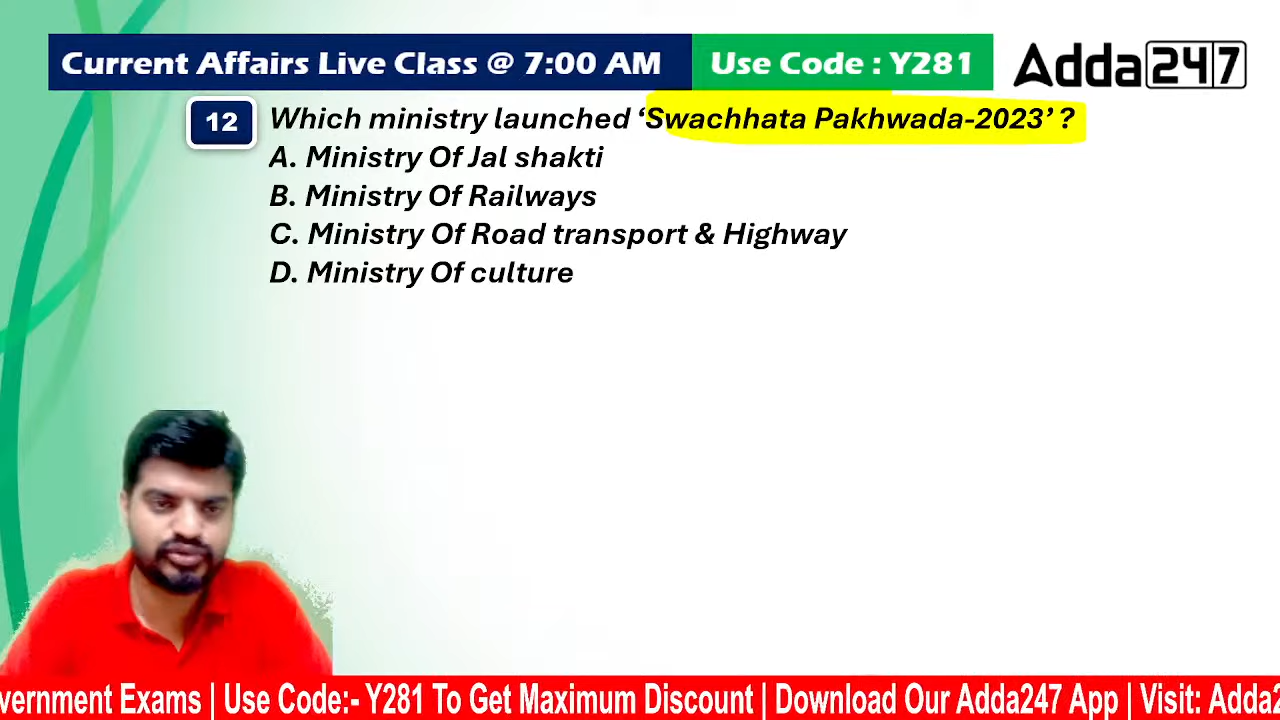 Current Affairs Live Class @ 7:00 AM
Use Code : Y281
Adda247
12
Which ministry launched ‘Swachhata Pakhwada-2023’ ?
A. Ministry Of Jal shakti
B. Ministry Of Railways
C. Ministry Of Road transport & Highway
D. Ministry Of culture
vernment Exams | Use Code:- Y281 To Get Maximum Discount | Download Our Adda247 App | Visit: Adda2